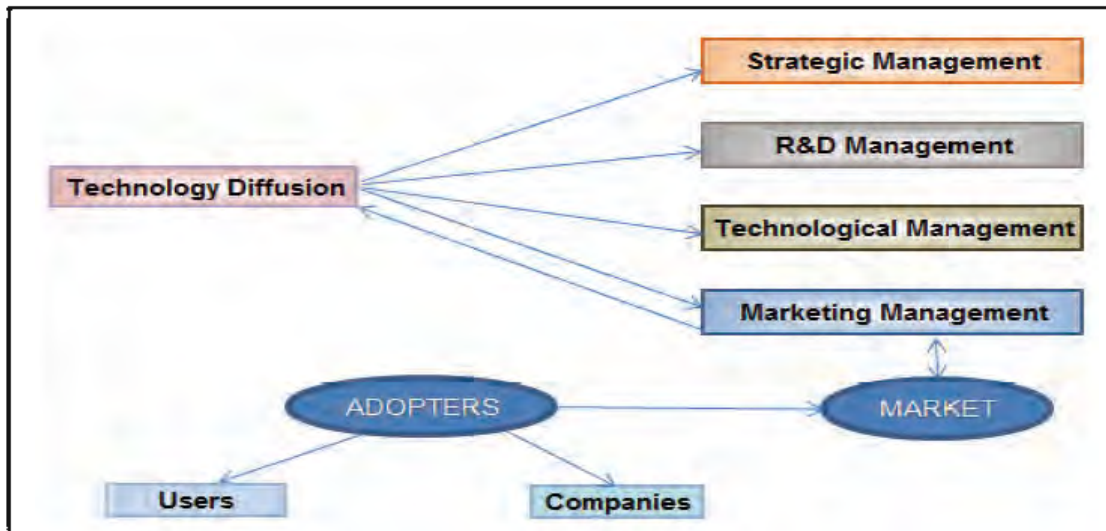 Strategic Management
R&D Management
Technology Diffusion
Technological Management
Marketing Management
ADOPTERS
MARKET
Users
Companies